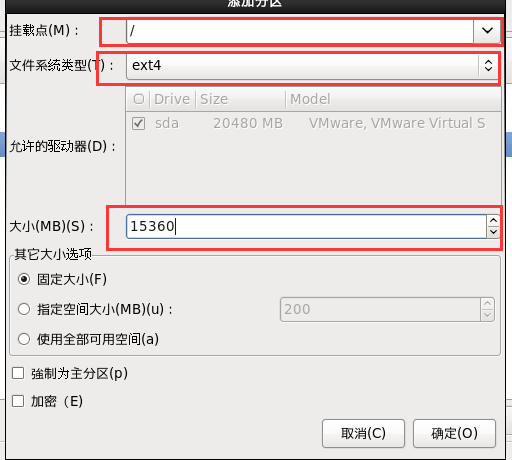 添加分区
挂载点(M)：
/
文件系统类型(T)：
ext4
允许的驱动器(D)：
Drive Size Model
sda 20480 MB VMware, VMware Virtual S
大小(MB)(S)：
15360
其它大小选项
固定大小(F)
指定空间大小(MB)(u)：
200
使用全部可用空间(a)
強制为主分区(p)
加密（E)
取消(C) 确定(O)